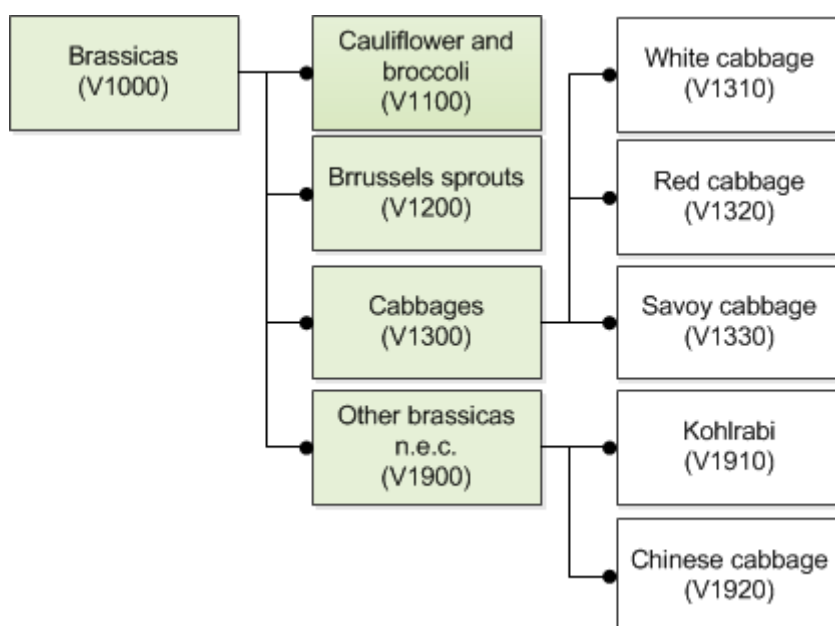 Brassicas
(V1000)
Cauliflower and
broccoli
(V1100)
Brrussels sprouts
(V1200)
Cabbages
(V1300)
Other brassicas
n.e.c.
(V1900)
White cabbage
(V1310)
Red cabbage
(V1320)
Savoy cabbage
(V1330)
Kohlrabi
(V1910)
Chinese cabbage
(V1920)